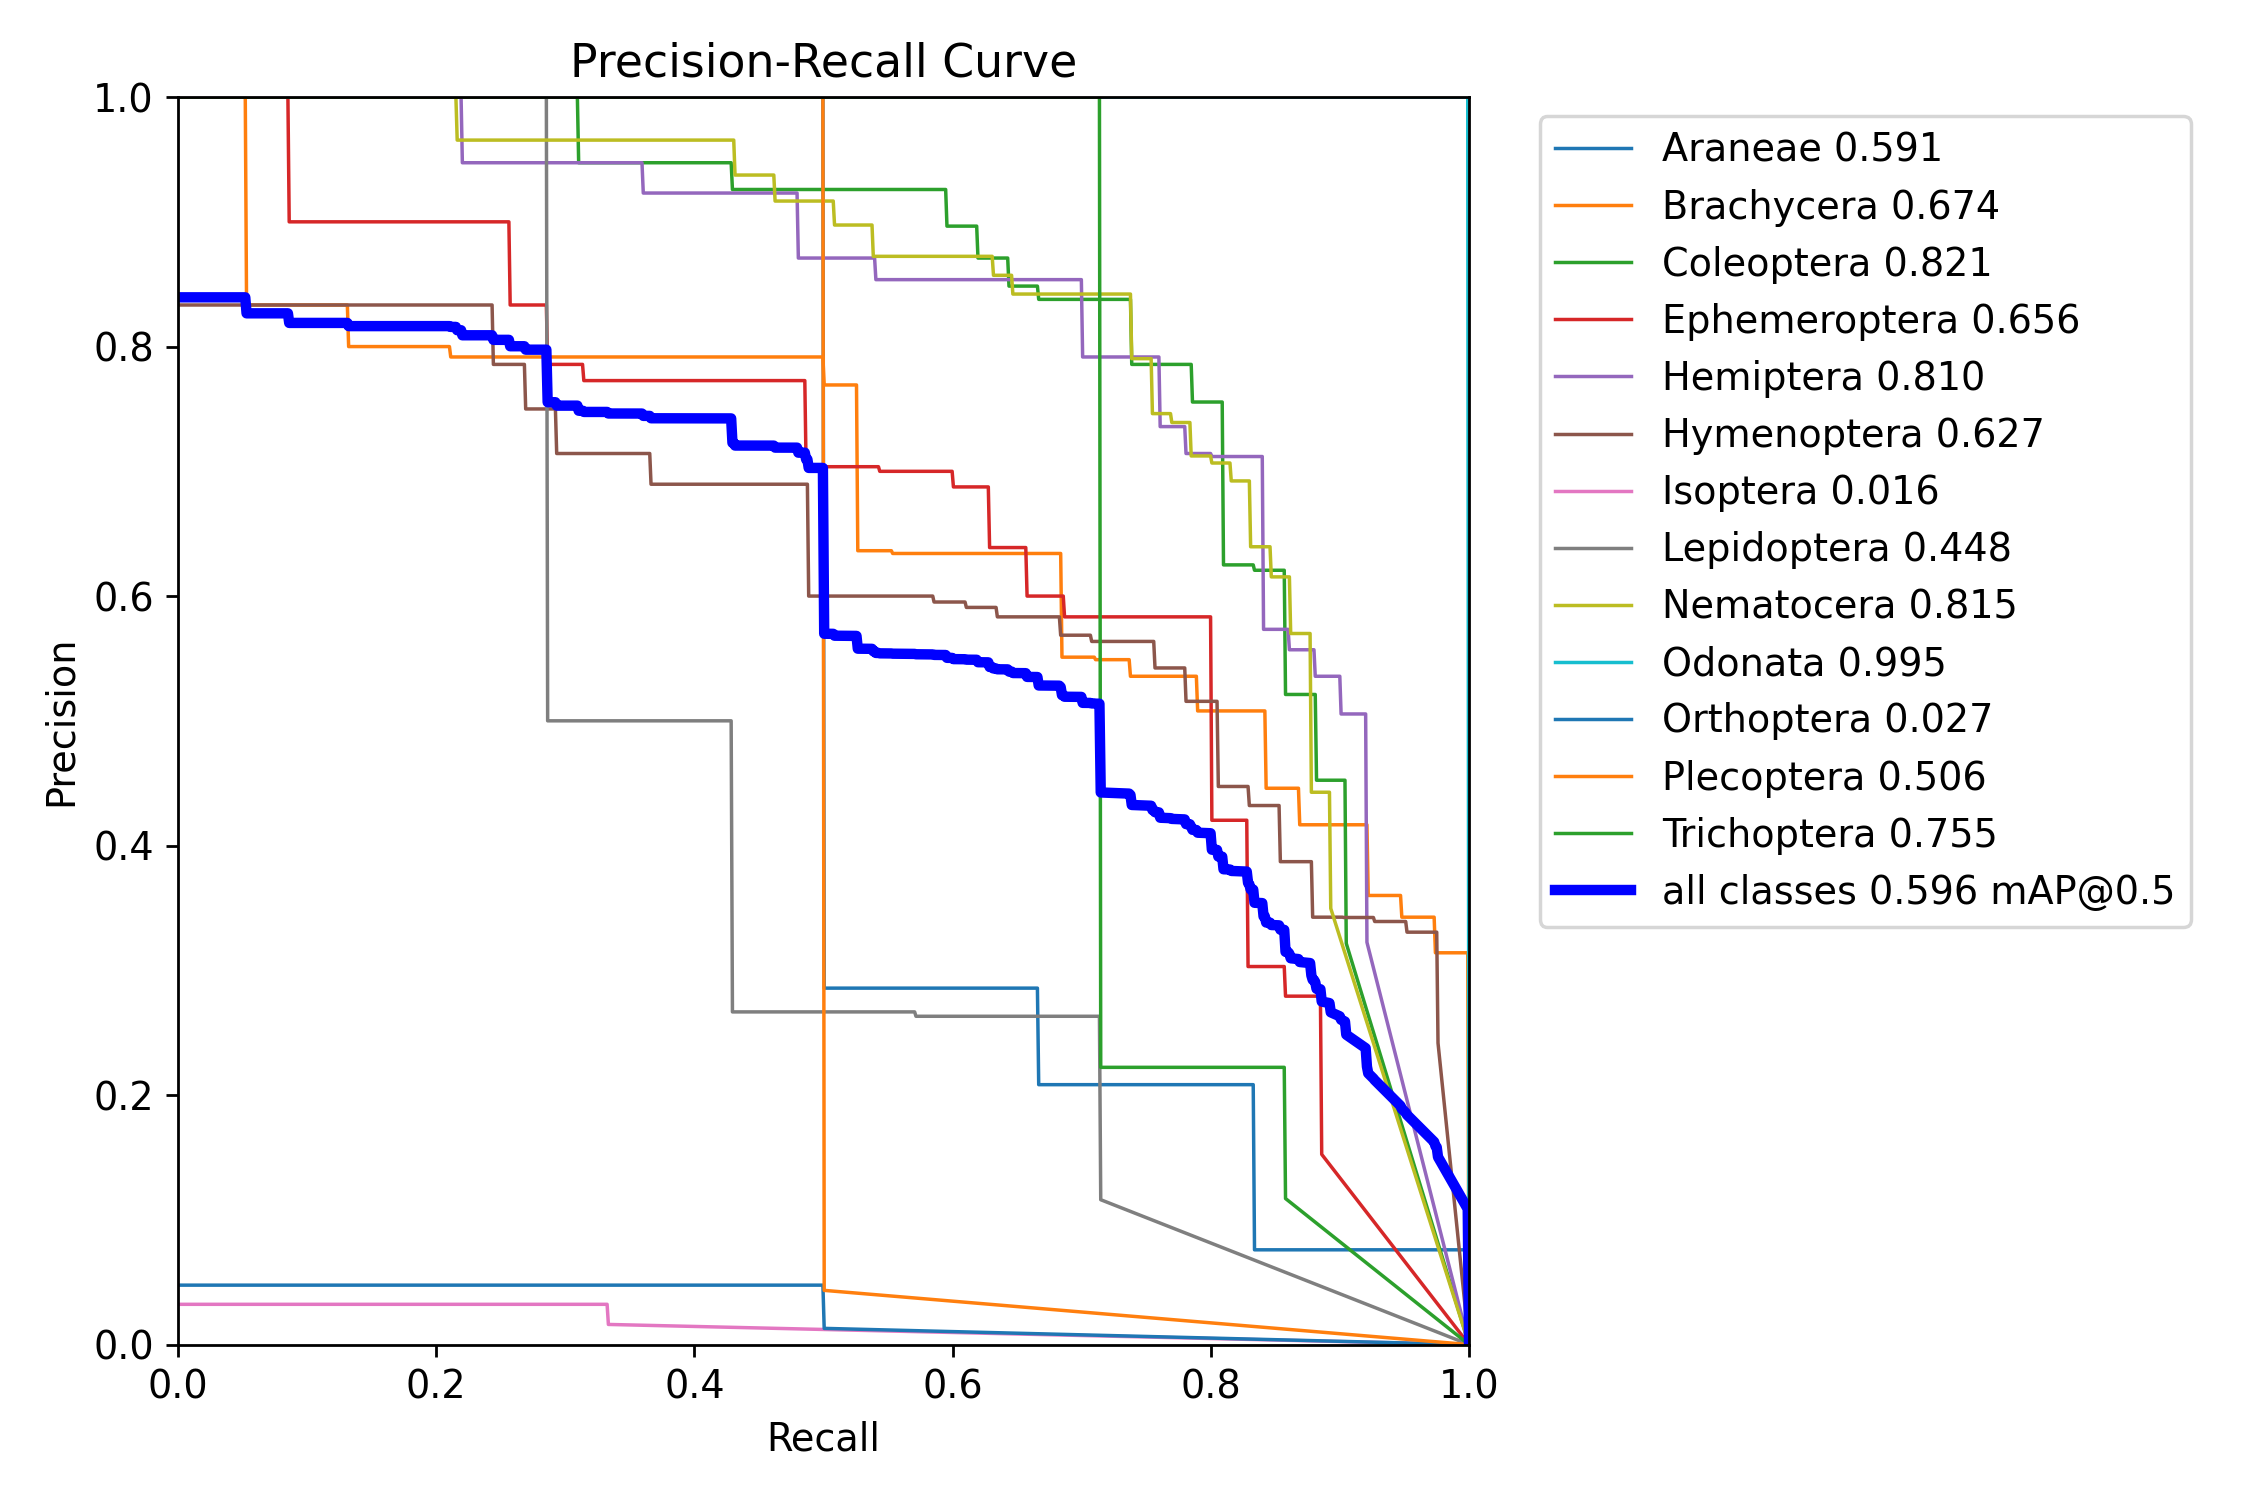 Precision-Recall Curve
1.0
0.8
0.6
0.4
0.2
0.0
Precision
0.0 0.2 0.4 0.6 0.8 1.0
Recall
Araneae 0.591
Brachycera 0.674
Coleoptera 0.821
Ephemeroptera 0.656
Hemiptera 0.810
Hymenoptera 0.627
Isoptera 0.016
Lepidoptera 0.448
Nematocera 0.815
Odonata 0.995
Orthoptera 0.027
Plecoptera 0.506
Trichoptera 0.755
all classes 0.596 mAP@0.5